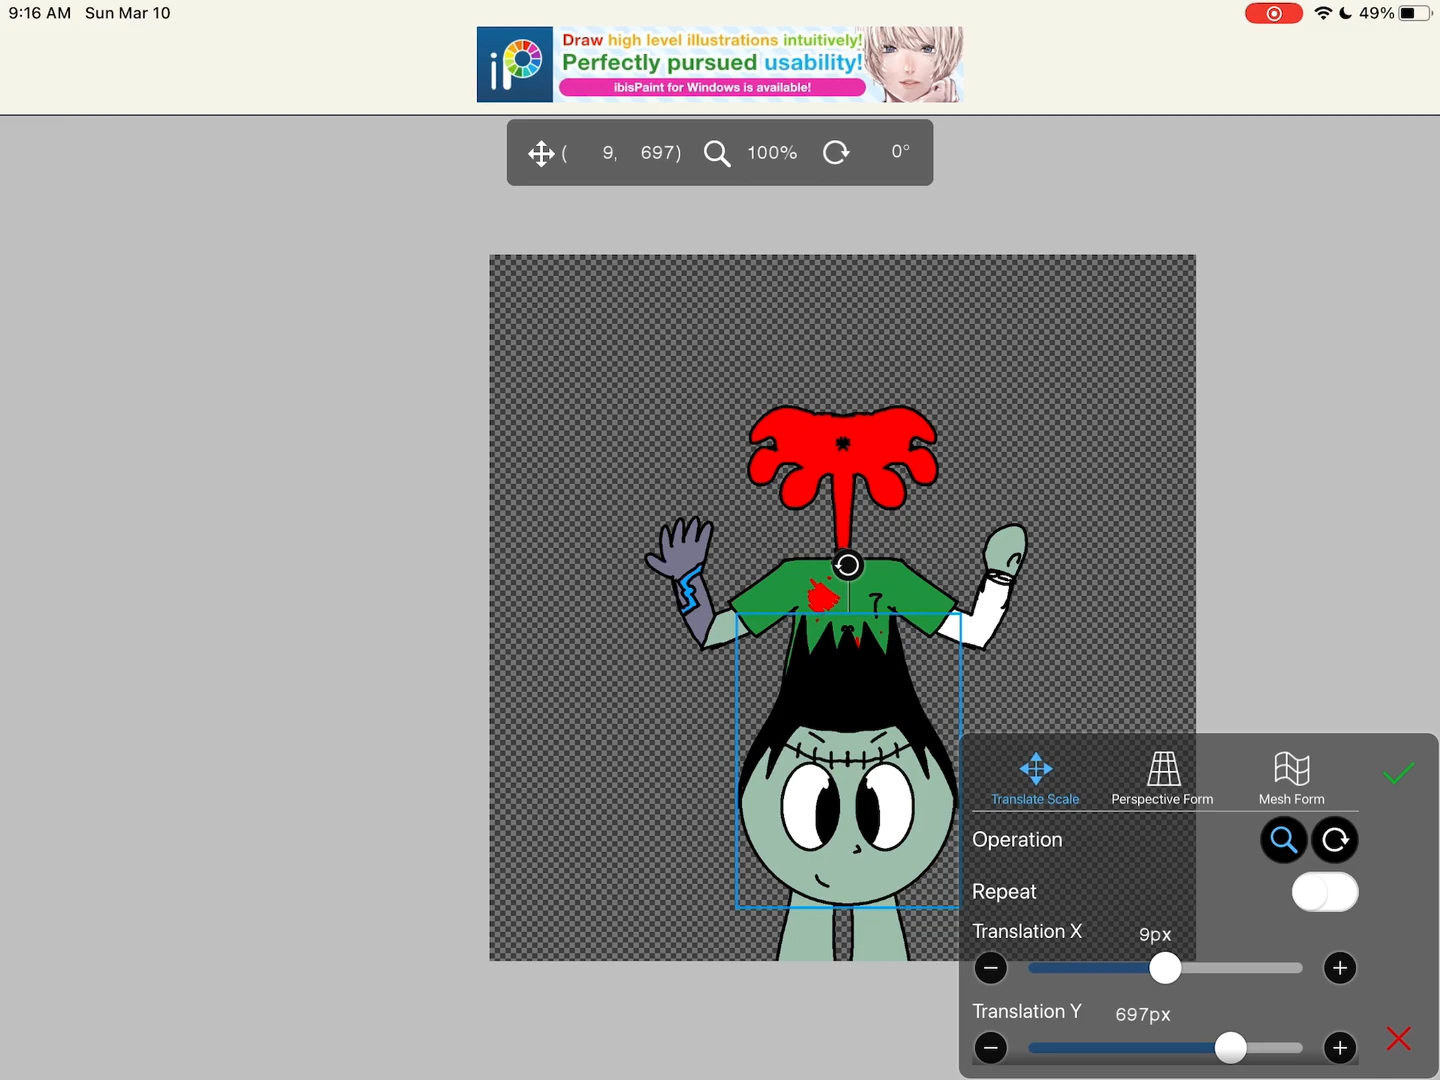 9:16 AM Sun Mar 10
49%
iP
Draw high level illustrations intuitively!
Perfectly pursued usability!
ibisPaint for Windows is available!
( 9, 697) 100% 0°
?
Translate Scale Perspective Form Mesh Form
Operation
Repeat
Translation X 9px
Translation Y 697px